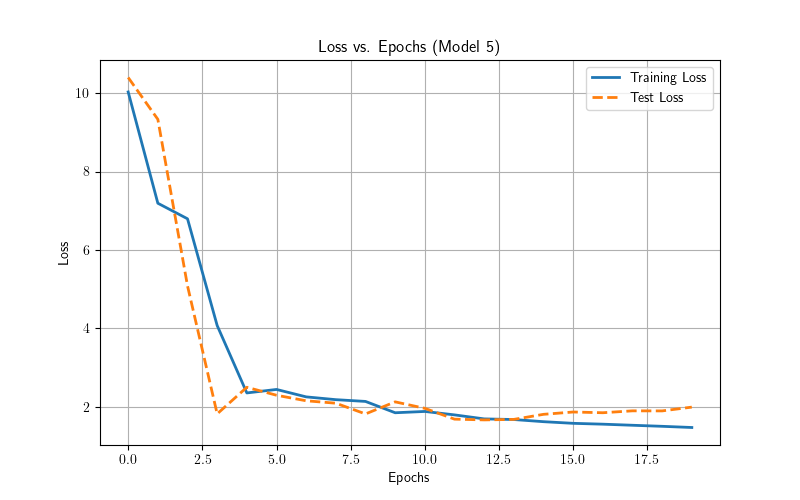 Loss vs. Epochs (Model 5)
Training Loss
Test Loss
10
8
6
4
2
Loss
0.0 2.5 5.0 7.5 10.0 12.5 15.0 17.5
Epochs